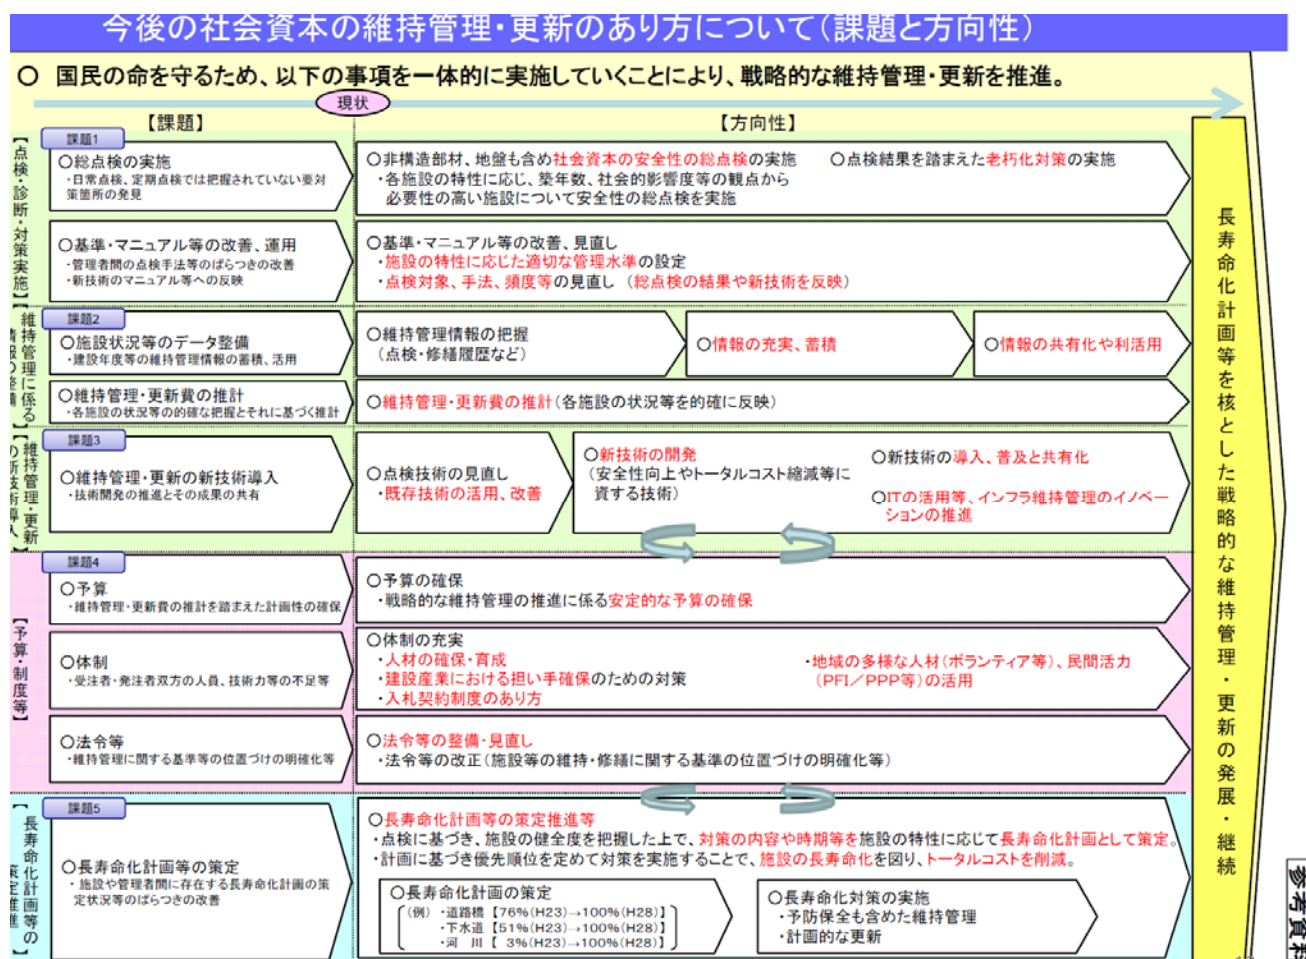 今後の社会資本の維持管理・更新のあり方について(課題と方向性)
○ 国民の命を守るため、以下の事項を一体的に実施していくことにより、戦略的な維持管理・更新を推進。
現状
【課題】
【方向性】
【点検・診断・対策実施】
課題1
○総点検の実施
・日常点検、定期点検では把握されていない要対
策箇所の発見
○非構造部材、地盤も含め社会資本の安全性の総点検の実施 ○点検結果を踏まえた老朽化対策の実施
・各施設の特性に応じ、築年数、社会的影響度等の観点から
必要性の高い施設について安全性の総点検を実施
○基準・マニュアル等の改善、運用
・管理者間の点検手法等のばらつきの改善
・新技術のマニュアル等への反映
○基準・マニュアル等の改善、見直し
・施設の特性に応じた適切な管理水準の設定
・点検対象、手法、頻度等の見直し (総点検の結果や新技術を反映)
【維持管理に係る
情報の整備】
課題2
○施設状況等のデータ整備
・建設年度等の維持管理情報の蓄積、活用
○維持管理情報の把握
(点検・修繕履歴など)
○情報の充実、蓄積
○情報の共有化や利活用
○維持管理・更新費の推計
・各施設の状況等の的確な把握とそれに基づく推計
○維持管理・更新費の推計(各施設の状況等を的確に反映)
【維持管理・更新
の新技術導入】
課題3
○維持管理・更新の新技術導入
・技術開発の推進とその成果の共有
○点検技術の見直し
・既存技術の活用、改善
○新技術の開発
(安全性向上やトータルコスト縮減等に
資する技術)
○新技術の導入、普及と共有化
○ITの活用等、インフラ維持管理のイノベー
ションの推進
【予算・制度等】
課題4
○予算
・維持管理・更新費の推計を踏まえた計画性の確保
○予算の確保
・戦略的な維持管理の推進に係る安定的な予算の確保
○体制
・受注者・発注者双方の人員、技術力等の不足等
○体制の充実
・人材の確保・育成
・建設産業における担い手確保のための対策
・入札契約制度のあり方
・地域の多様な人材(ボランティア等)、民間活力
(PFI/PPP等)の活用
○法令等
・維持管理に関する基準等の位置づけの明確化等
○法令等の整備・見直し
・法令等の改正(施設等の維持・修繕に関する基準の位置づけの明確化等)
【長寿命化計画等の
策定推進】
課題5
○長寿命化計画等の策定
・施設や管理者間に存在する長寿命化計画の策
定状況等のばらつきの改善
○長寿命化計画等の策定推進等
・点検に基づき、施設の健全度を把握した上で、対策の内容や時期等を施設の特性に応じて長寿命化計画として策定。
・計画に基づき優先順位を定めて対策を実施することで、施設の長寿命化を図り、トータルコストを削減。
○長寿命化計画の策定
(例) ・道路橋【76%(H23)→100%(H28)】
・下水道【51%(H23)→100%(H28)】
・河 川【 3%(H23)→100%(H28)】
○長寿命化対策の実施
・予防保全も含めた維持管理
・計画的な更新
長寿命化計画等を核とした戦略的な維持管理・更新の発展・継続
参考資料